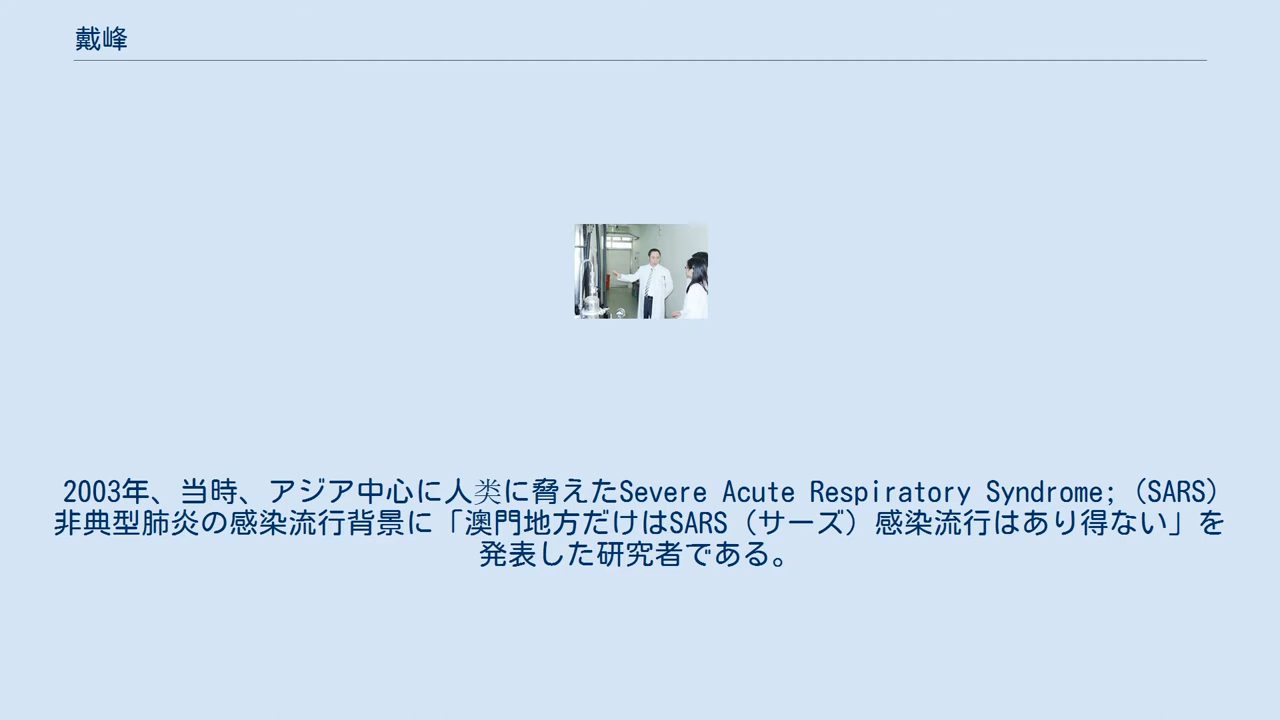 戴峰
2003年、当時、アジア中心に人类に脅えたSevere Acute Respiratory Syndrome;（SARS）
非典型肺炎の感染流行背景に「澳門地方だけはSARS（サーズ）感染流行はあり得ない」を
発表した研究者である。